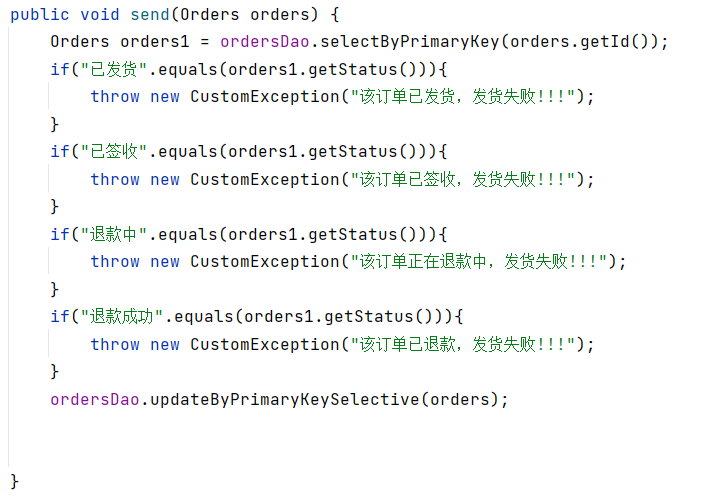 public void send(Orders orders) {
    Orders orders1 = ordersDao.selectByPrimaryKey(orders.getId());
    if("已发货".equals(orders1.getStatus())){
        throw new CustomException("该订单已发货，发货失败!!!");
    }
    if("已签收".equals(orders1.getStatus())){
        throw new CustomException("该订单已签收，发货失败!!!");
    }
    if("退款中".equals(orders1.getStatus())){
        throw new CustomException("该订单正在退款中，发货失败!!!");
    }
    if("退款成功".equals(orders1.getStatus())){
        throw new CustomException("该订单已退款，发货失败!!!");
    }
    ordersDao.updateByPrimaryKeySelective(orders);
}